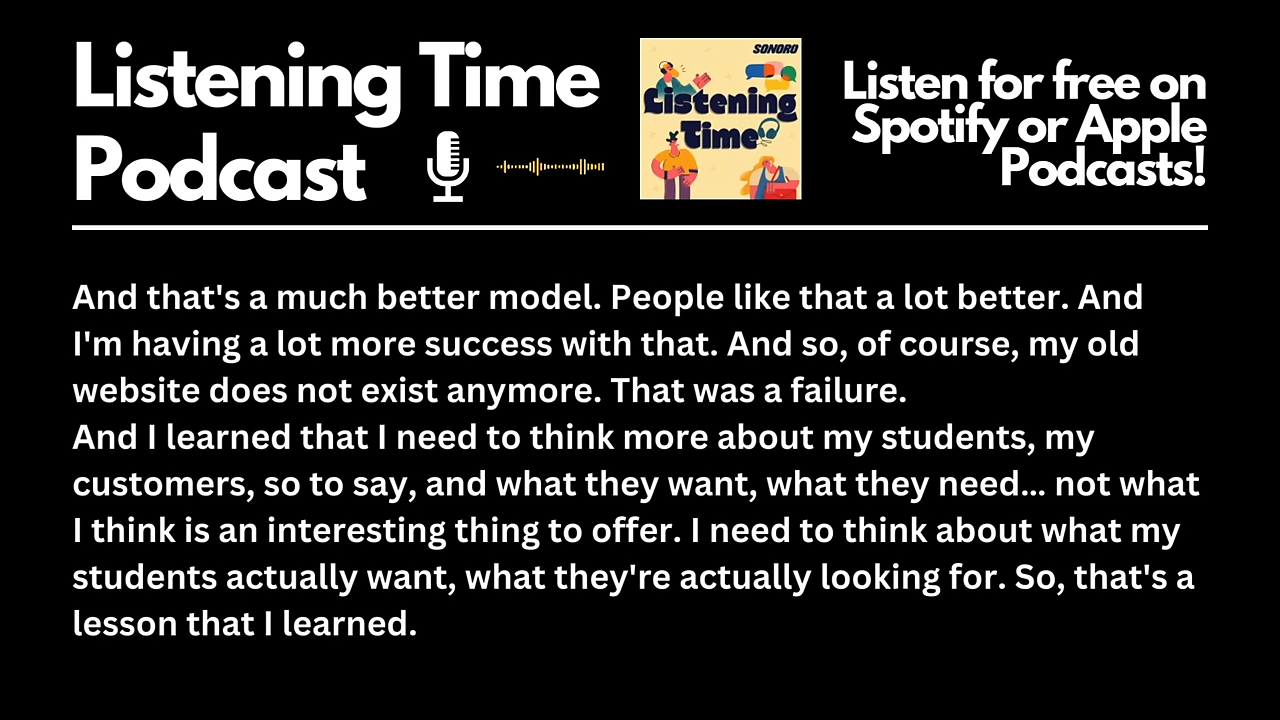 Listening Time
Podcast
SONORO
Listening
Time
Listen for free on
Spotify or Apple
Podcasts!
And that's a much better model. People like that a lot better. And
I'm having a lot more success with that. And so, of course, my old
website does not exist anymore. That was a failure.
And I learned that I need to think more about my students, my
customers, so to say, and what they want, what they need... not what
I think is an interesting thing to offer. I need to think about what my
students actually want, what they're actually looking for. So, that's a
lesson that I learned.